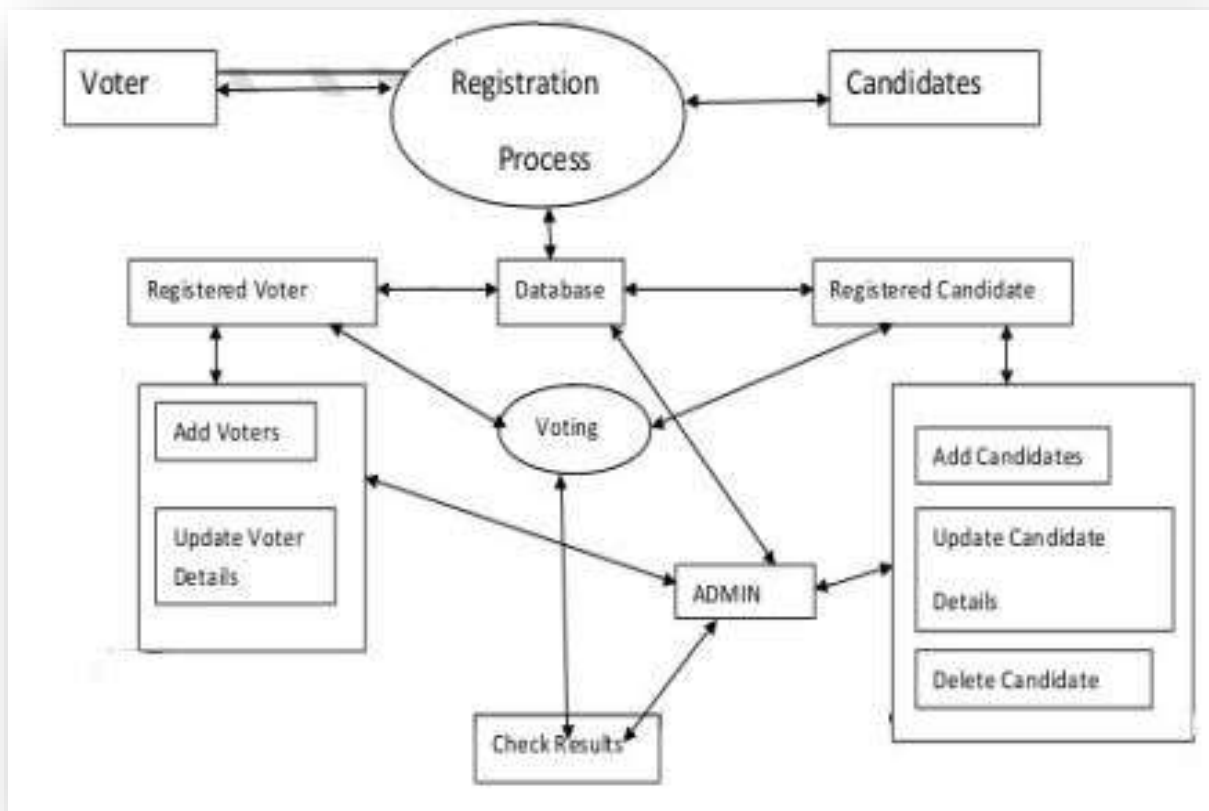 Voter
Registration
Process
Candidates
Registered Voter
Database
Registered Candidate
Add Voters
Update Voter
Details
Voting
Add Candidates
Update Candidate
Details
Delete Candidate
ADMIN
Check Results